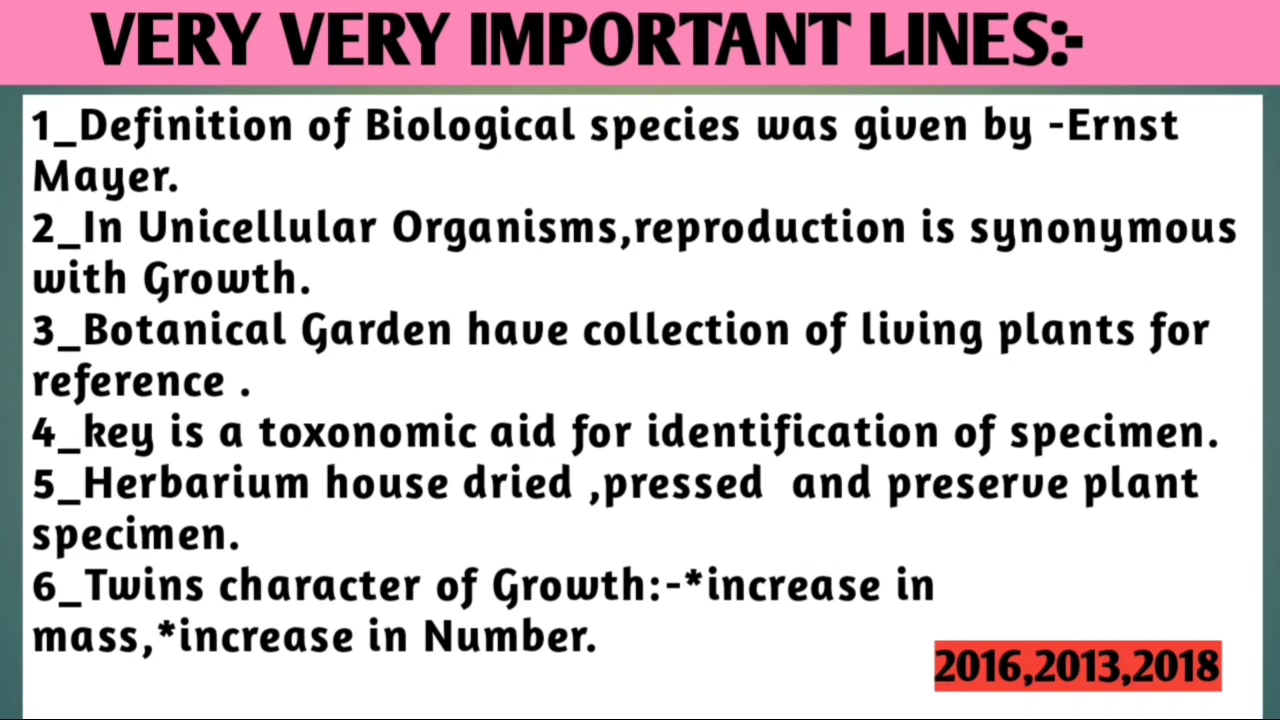 VERY VERY IMPORTANT LINES:-
1_Definition of Biological species was given by -Ernst
Mayer.
2_In Unicellular Organisms,reproduction is synonymous
with Growth.
3_Botanical Garden have collection of living plants for
reference .
4_key is a toxonomic aid for identification of specimen.
5_Herbarium house dried ,pressed  and preserve plant
specimen.
6_Twins character of Growth:-*increase in
mass,*increase in Number.
2016,2013,2018